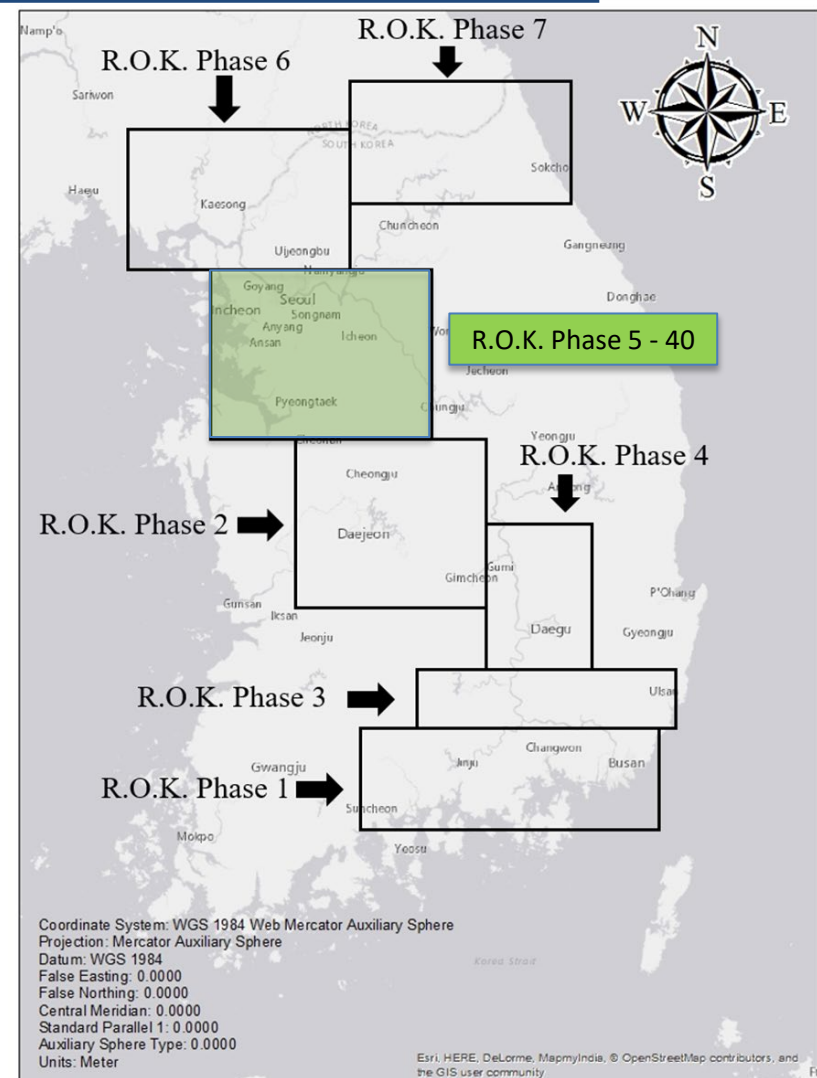 R.O.K. Phase 7
N
Namp'o
R.O.K. Phase 6
Sariwon
W
E
NORTH KOREA
SOUTH KOREA
S
Sokcho
Haeju
Kaesong
Chuncheon
Uijeongbu
Gangneung
Namyangju
Goyang
Donghae
Seoul
Incheon
Songnam
Anyang
Icheon
Ansan
R.O.K. Phase 5 - 40
Jecheon
Pyeongtaek
Chungju
Yeongju
R.O.K. Phase 4
Cheongju
R.O.K. Phase 2
Daejeon
Gumi
Gimcheon
P'Ohang
Gunsan
Iksan
Daegu
Gyeongju
Jeonju
R.O.K. Phase 3
Ulsan
Changwon
Gwangju
Jinju
Busan
R.O.K. Phase 1
Suncheon
Mokpo
Yeosu
Coordinate System: WGS 1984 Web Mercator Auxiliary Sphere
Projection: Mercator Auxiliary Sphere
Datum: WGS 1984
False Easting: 0.0000
Korea Strait
False Northing: 0.0000
Central Meridian: 0.0000
Standard Parallel 1: 0.0000
Auxiliary Sphere Type: 0.0000
Units: Meter
Esri, HERE, DeLorme, MapmyIndia, © OpenStreetMap contributors, and
the GIS user community